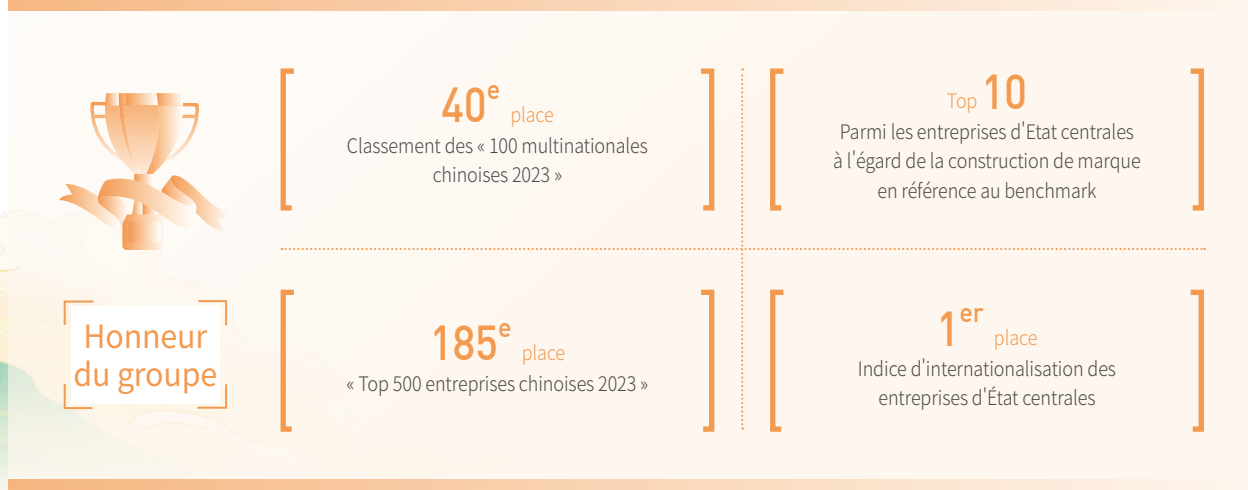 40e place
Classement des « 100 multinationales
chinoises 2023 »
Top 10
Parmi les entreprises d'Etat centrales
à l'égard de la construction de marque
en référence au benchmark
Honneur
du groupe
185e place
« Top 500 entreprises chinoises 2023 »
1er place
Indice d'internationalisation des
entreprises d'État centrales